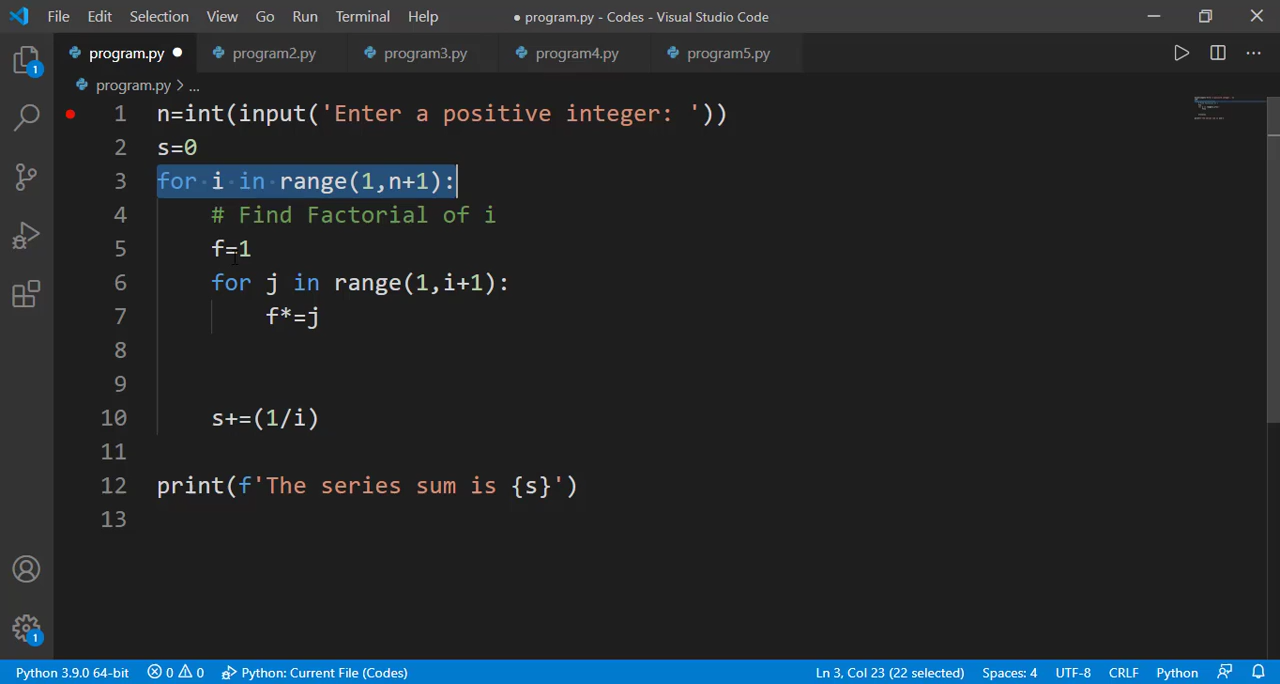 File Edit Selection View Go Run Terminal Help ● program.py - Codes - Visual Studio Code
program.py ● program2.py program3.py program4.py program5.py
program.py > ...
1 n=int(input('Enter a positive integer: '))
2 s=0
3 for i in range(1,n+1):
4 # Find Factorial of i
5 f=1
6 for j in range(1,i+1):
7 f*=j
8
9
10 s+=(1/i)
11
12 print(f'The series sum is {s}')
13
1
1
Python 3.9.0 64-bit 0 0 Python: Current File (Codes) Ln 3, Col 23 (22 selected) Spaces: 4 UTF-8 CRLF Python